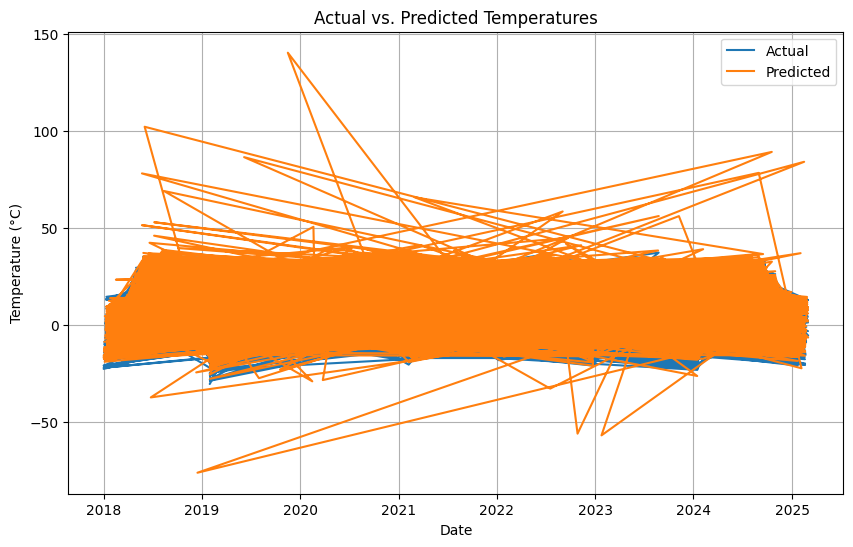 Actual vs. Predicted Temperatures
Actual
Predicted
Temperature (°C)
150
100
50
0
−50
2018
2019
2020
2021
2022
2023
2024
2025
Date